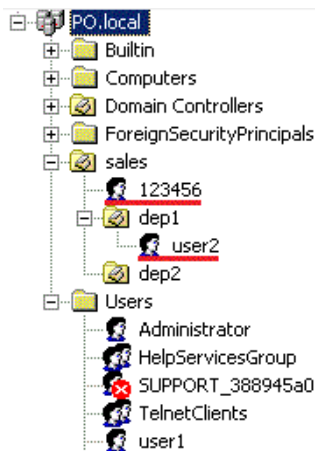 PO.local
Builtin
Computers
Domain Controllers
ForeignSecurityPrincipals
sales
123456
dep1
user2
dep2
Users
Administrator
HelpServicesGroup
SUPPORT_388945a0
TelnetClients
user1